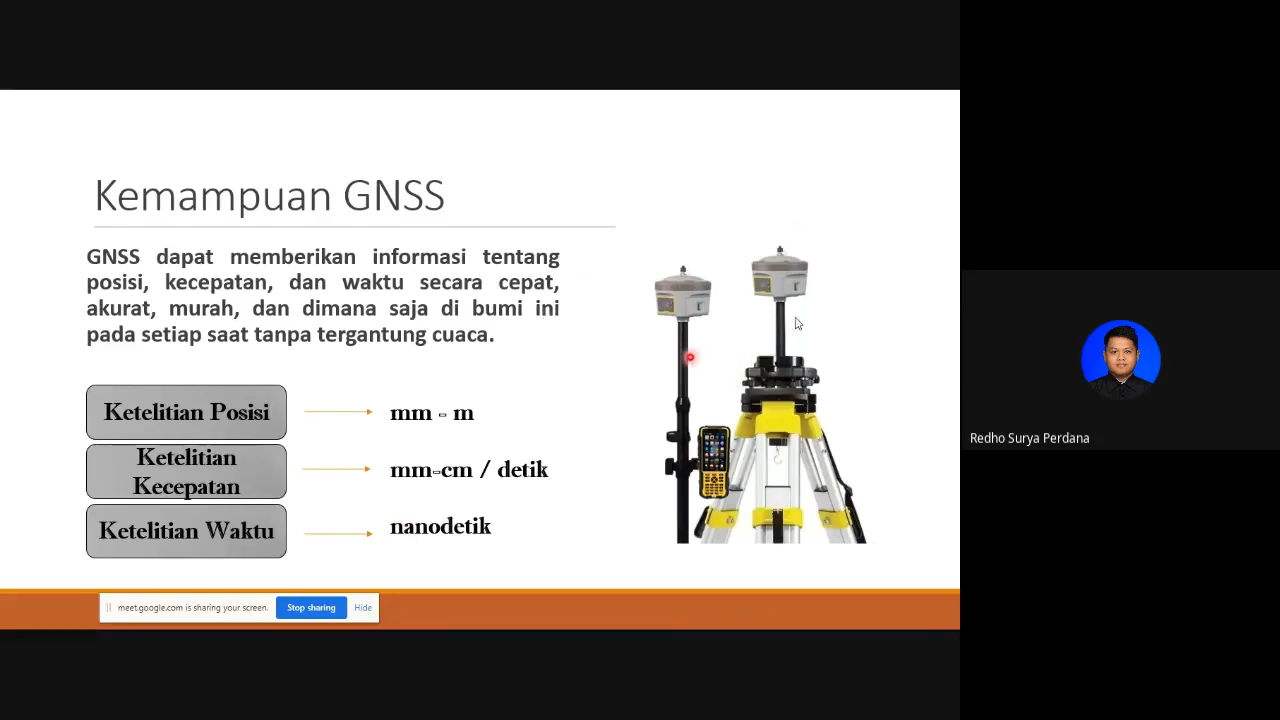 Kemampuan GNSS
GNSS dapat memberikan informasi tentang
posisi, kecepatan, dan waktu secara cepat,
akurat, murah, dan dimana saja di bumi ini
pada setiap saat tanpa tergantung cuaca.
Ketelitian Posisi
mm - m
Ketelitian
Kecepatan
mm-cm / detik
Ketelitian Waktu
nanodetik
meet.google.com is sharing your screen.
Stop sharing
Hide
Redho Surya Perdana